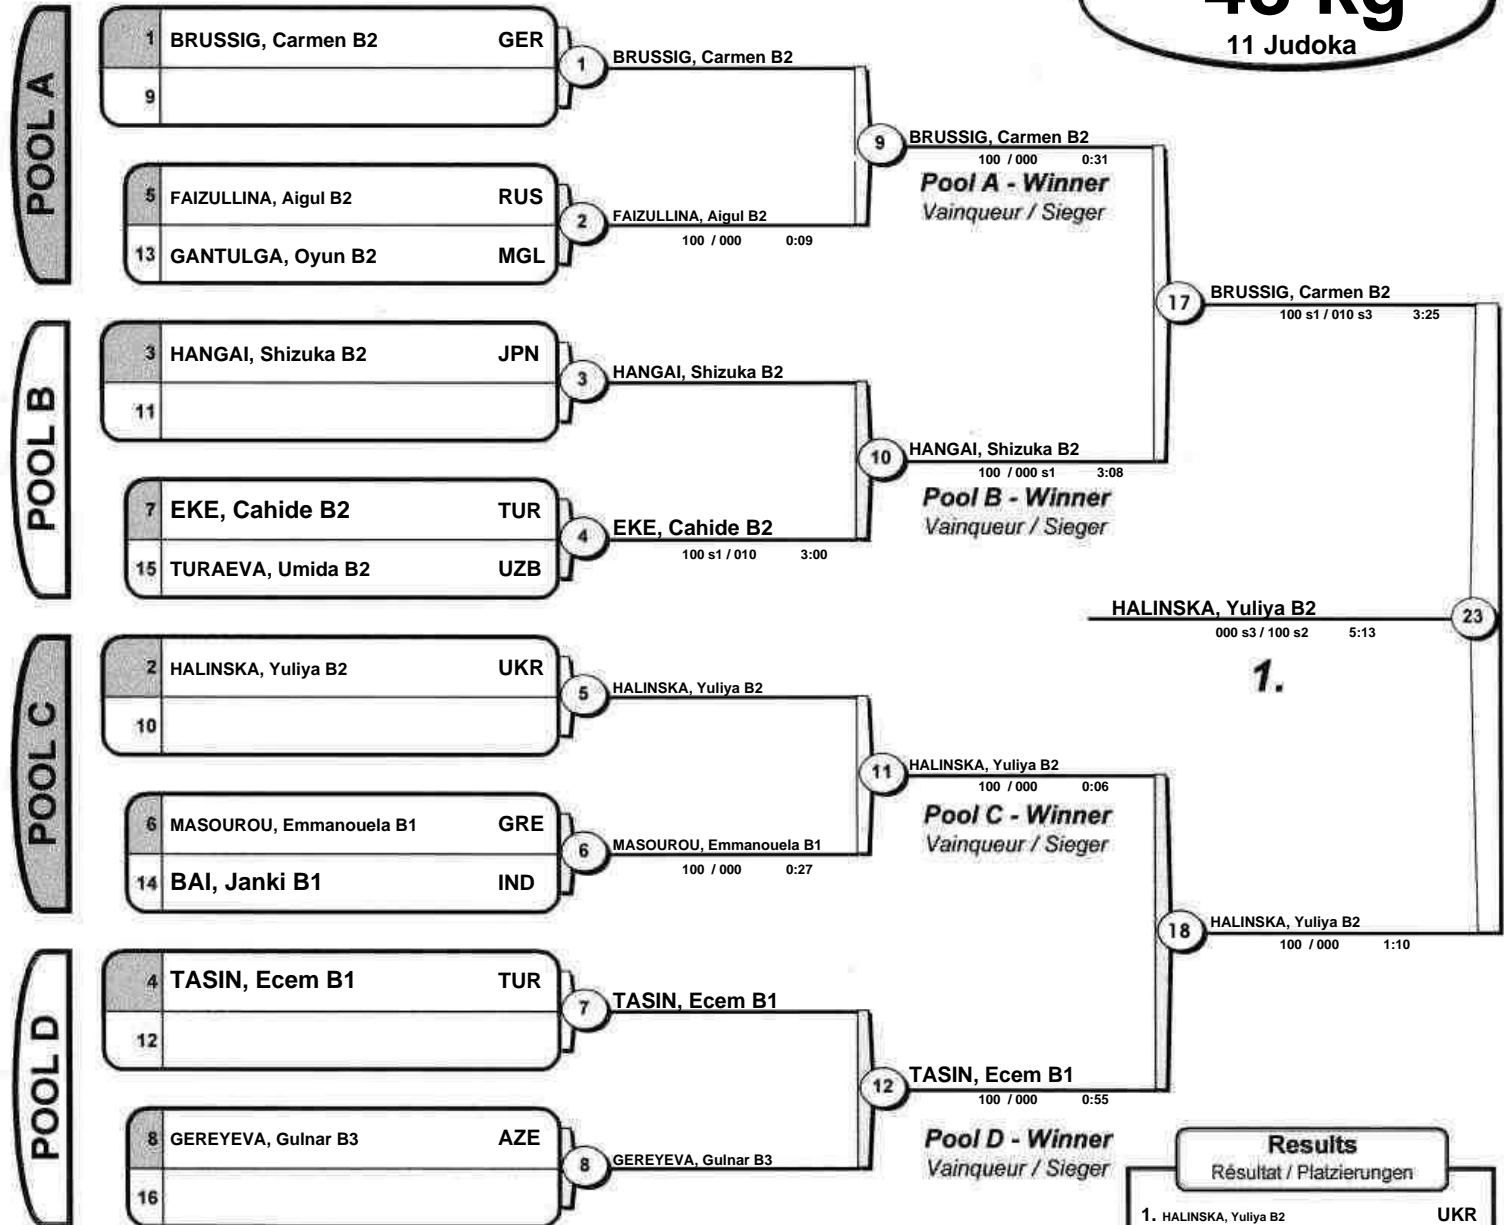 48 kg
11 Judoka
POOL A
1 BRUSSIG, Carmen B2 GER
9
1 BRUSSIG, Carmen B2
5 FAIZULLINA, Aigul B2 RUS
13 GANTULGA, Oyun B2 MGL
2 FAIZULLINA, Aigul B2
100 / 000 0:09
9 BRUSSIG, Carmen B2
100 / 000 0:31
Pool A - Winner
Vainqueur / Sieger
POOL B
3 HANGAI, Shizuka B2 JPN
11
3 HANGAI, Shizuka B2
7 EKE, Cahide B2 TUR
15 TURAEVA, Umida B2 UZB
4 EKE, Cahide B2
100 s1 / 010 3:00
10 HANGAI, Shizuka B2
100 / 000 s1 3:08
Pool B - Winner
Vainqueur / Sieger
17 BRUSSIG, Carmen B2
100 s1 / 010 s3 3:25
HALINSKA, Yuliya B2 23
000 s3 / 100 s2 5:13
1.
POOL C
2 HALINSKA, Yuliya B2 UKR
10
5 HALINSKA, Yuliya B2
6 MASOUROU, Emmanouela B1 GRE
14 BAI, Janki B1 IND
6 MASOUROU, Emmanouela B1
100 / 000 0:27
11 HALINSKA, Yuliya B2
100 / 000 0:06
Pool C - Winner
Vainqueur / Sieger
POOL D
4 TASIN, Ecem B1 TUR
12
7 TASIN, Ecem B1
8 GEREYEVA, Gulnar B3 AZE
16
8 GEREYEVA, Gulnar B3
12 TASIN, Ecem B1
100 / 000 0:55
Pool D - Winner
Vainqueur / Sieger
18 HALINSKA, Yuliya B2
100 / 000 1:10
Results
Résultat / Platzierungen
1. HALINSKA, Yuliya B2 UKR